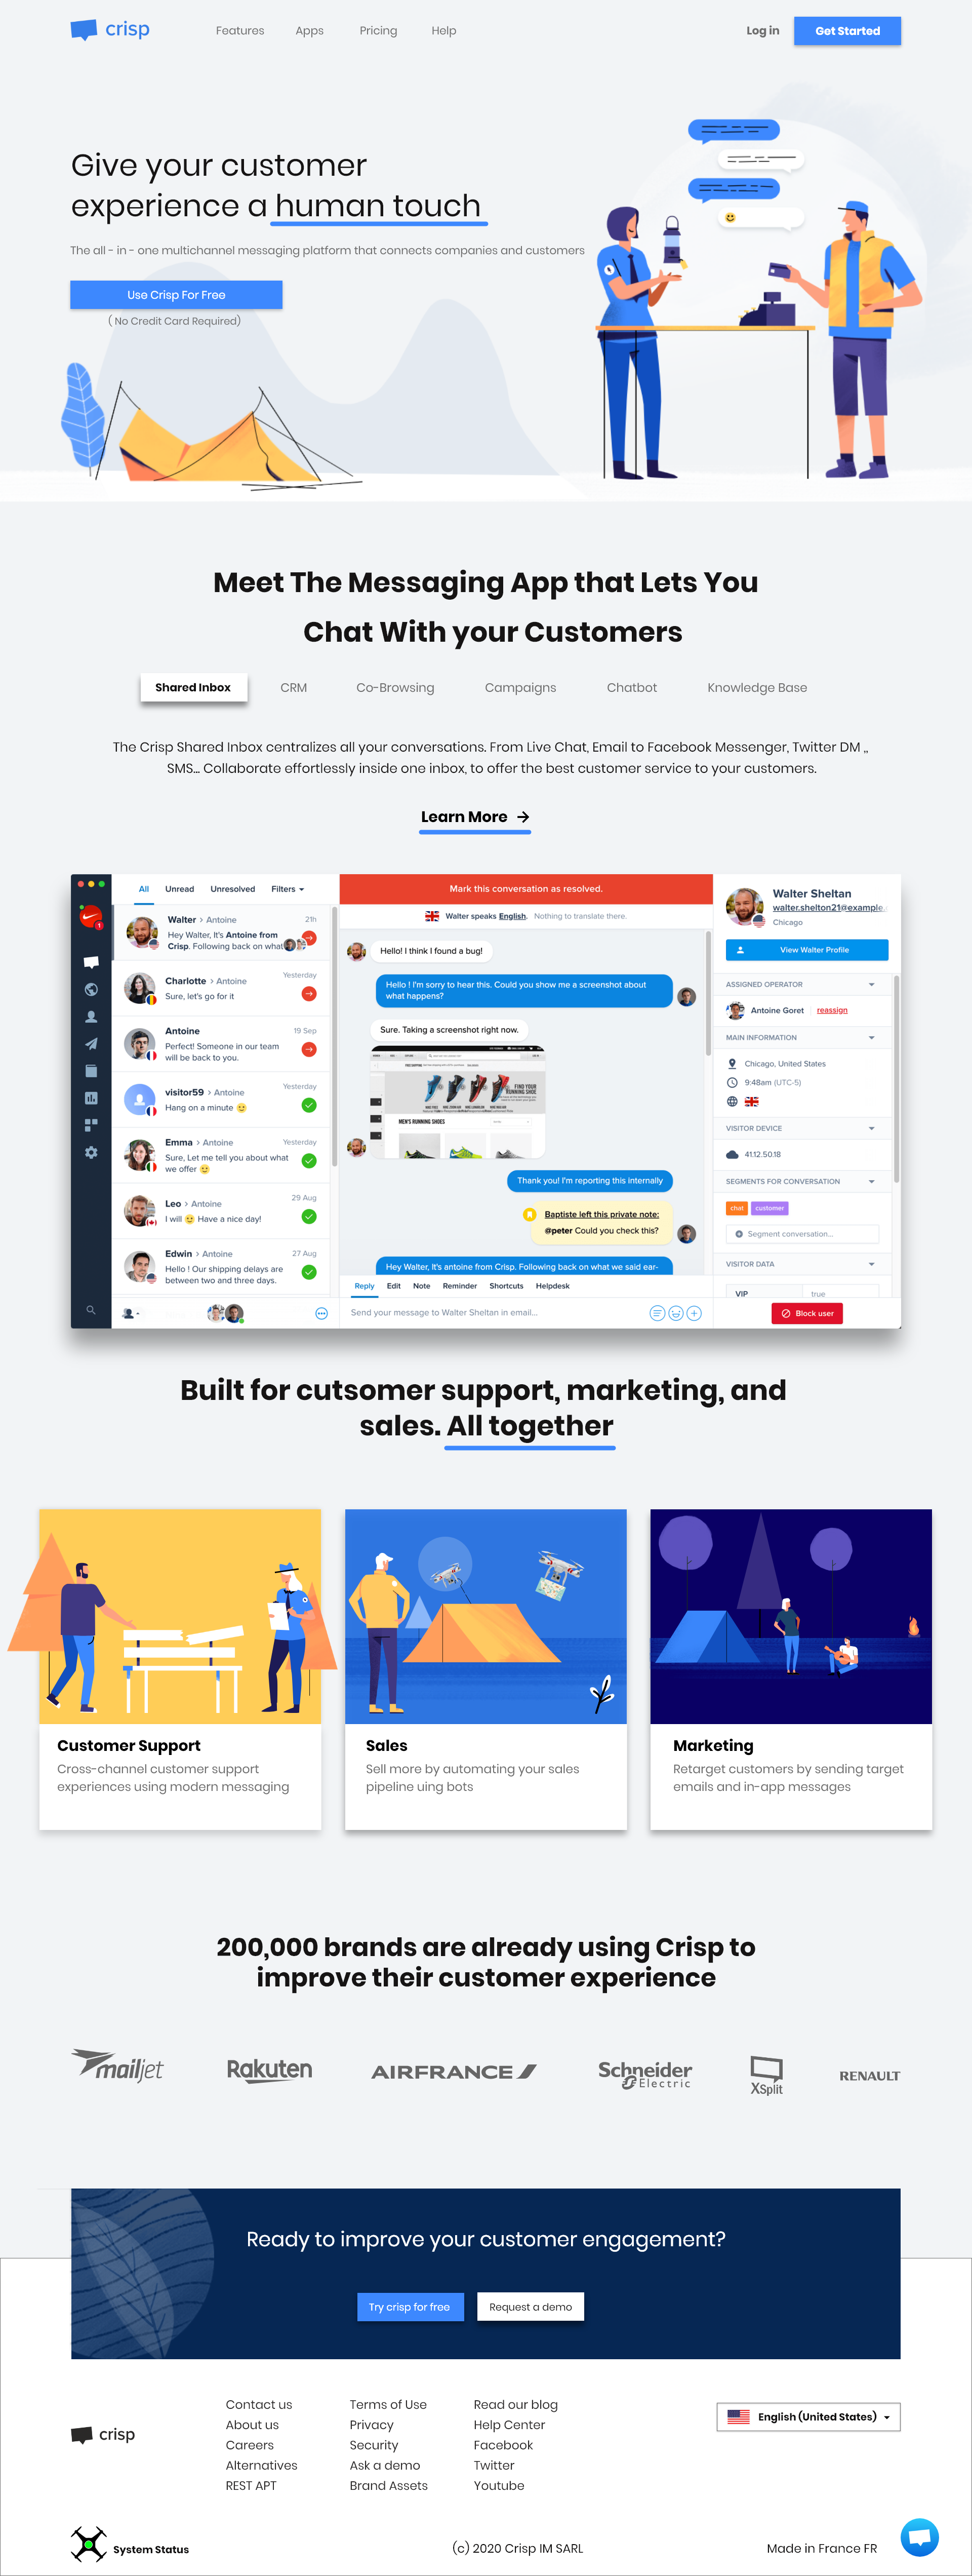 crisp
Features Apps Pricing Help
Log in Get Started
Give your customer
experience a human touch
The all - in - one multichannel messaging platform that connects companies and customers
Use Crisp For Free
( No Credit Card Required)
Meet The Messaging App that Lets You
Chat With your Customers
Shared Inbox CRM Co-Browsing Campaigns Chatbot Knowledge Base
The Crisp Shared Inbox centralizes all your conversations. From Live Chat, Email to Facebook Messenger, Twitter DM ,,
SMS... Collaborate effortlessly inside one inbox, to offer the best customer service to your customers.
Learn More →
All Unread Unresolved Filters
Walter > Antoine 21h
Hey Walter, It's Antoine from
Crisp. Following back on what
Yesterday
Charlotte > Antoine
Sure, let's go for it
Antoine 19 Sep
Perfect! Someone in our team
will be back to you.
Yesterday
visitor59 > Antoine
Hang on a minute
Emma > Antoine Yesterday
Sure, Let me tell you about what
we offer
29 Aug
Leo > Antoine
I will Have a nice day!
Edwin > Antoine 27 Aug
Hello ! Our shipping delays are
between two and three days.
Mark this conversation as resolved.
Walter speaks English. Nothing to translate there.
Hello! I think I found a bug!
Hello ! I'm sorry to hear this. Could you show me a screenshot about
what happens?
Sure. Taking a screenshot right now.
FIND YOUR
RUNNING SHOE
MEN'S RUNNING SHOES
Thank you! I'm reporting this internally
Baptiste left this private note:
@peter Could you check this?
Hey Walter, It's antoine from Crisp. Following back on what we said ear-
Reply Edit Note Reminder Shortcuts Helpdesk
Send your message to Walter Sheltan in email...
Walter Sheltan
walter.shelton21@example.
Chicago
View Walter Profile
ASSIGNED OPERATOR
Antoine Goret reassign
MAIN INFORMATION
Chicago, United States
9:48am (UTC-5)
VISITOR DEVICE
41.12.50.18
SEGMENTS FOR CONVERSATION
chat customer
Segment conversation...
VISITOR DATA
VIP true
Block user
Built for cutsomer support, marketing, and
sales. All together
Customer Support
Cross-channel customer support
experiences using modern messaging
Sales
Sell more by automating your sales
pipeline uing bots
Marketing
Retarget customers by sending target
emails and in-app messages
200,000 brands are already using Crisp to
improve their customer experience
mailjet Rakuten AIRFRANCE Schneider Electric XSplit RENAULT
Ready to improve your customer engagement?
Try crisp for free Request a demo
crisp
Contact us
About us
Careers
Alternatives
REST APT
Terms of Use
Privacy
Security
Ask a demo
Brand Assets
Read our blog
Help Center
Facebook
Twitter
Youtube
English (United States)
System Status
(c) 2020 Crisp IM SARL
Made in France FR